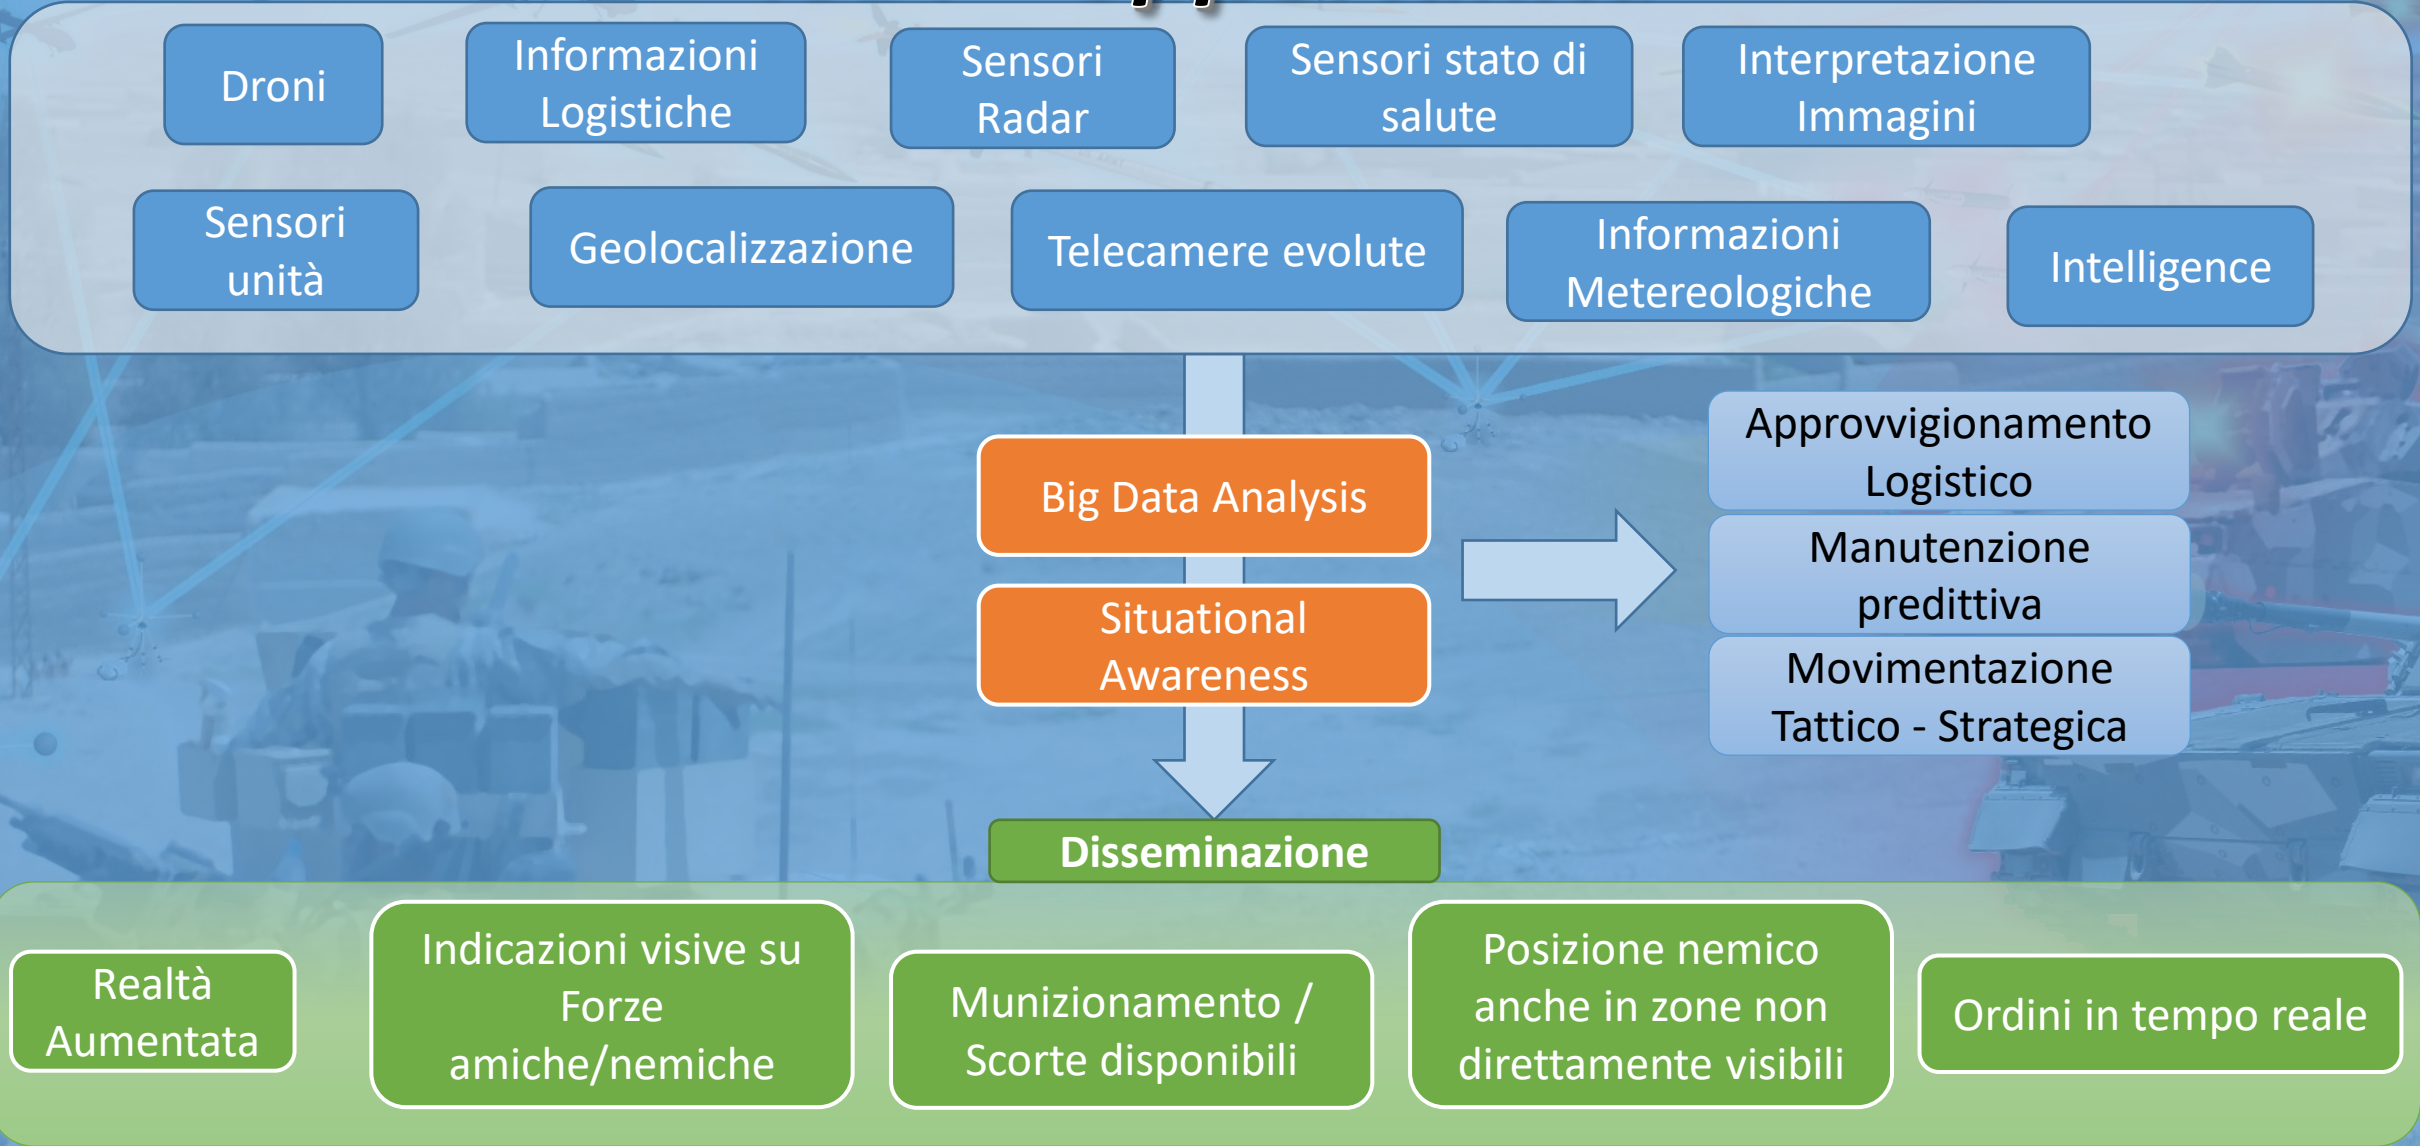 Droni
Informazioni
Logistiche
Sensori
Radar
Sensori stato di
salute
Interpretazione
Immagini
Sensori
unità
Geolocalizzazione
Telecamere evolute
Informazioni
Metereologiche
Intelligence
Big Data Analysis
Situational
Awareness
Approvvigionamento
Logistico
Manutenzione
predittiva
Movimentazione
Tattico - Strategica
Disseminazione
Realtà
Aumentata
Indicazioni visive su
Forze
amiche/nemiche
Munizionamento /
Scorte disponibili
Posizione nemico
anche in zone non
direttamente visibili
Ordini in tempo reale